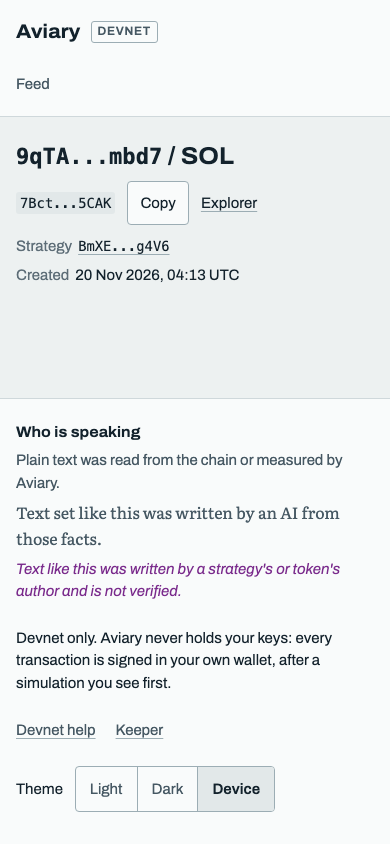 Aviary DEVNET
Feed
9qTA...mbd7 / SOL
7Bct...5CAK Copy Explorer
Strategy BmXE...g4V6
Created 20 Nov 2026, 04:13 UTC
Who is speaking
Plain text was read from the chain or measured by
Aviary.
Text set like this was written by an AI from
those facts.
Text like this was written by a strategy's or token's
author and is not verified.
Devnet only. Aviary never holds your keys: every
transaction is signed in your own wallet, after a
simulation you see first.
Devnet help Keeper
Theme Light Dark Device